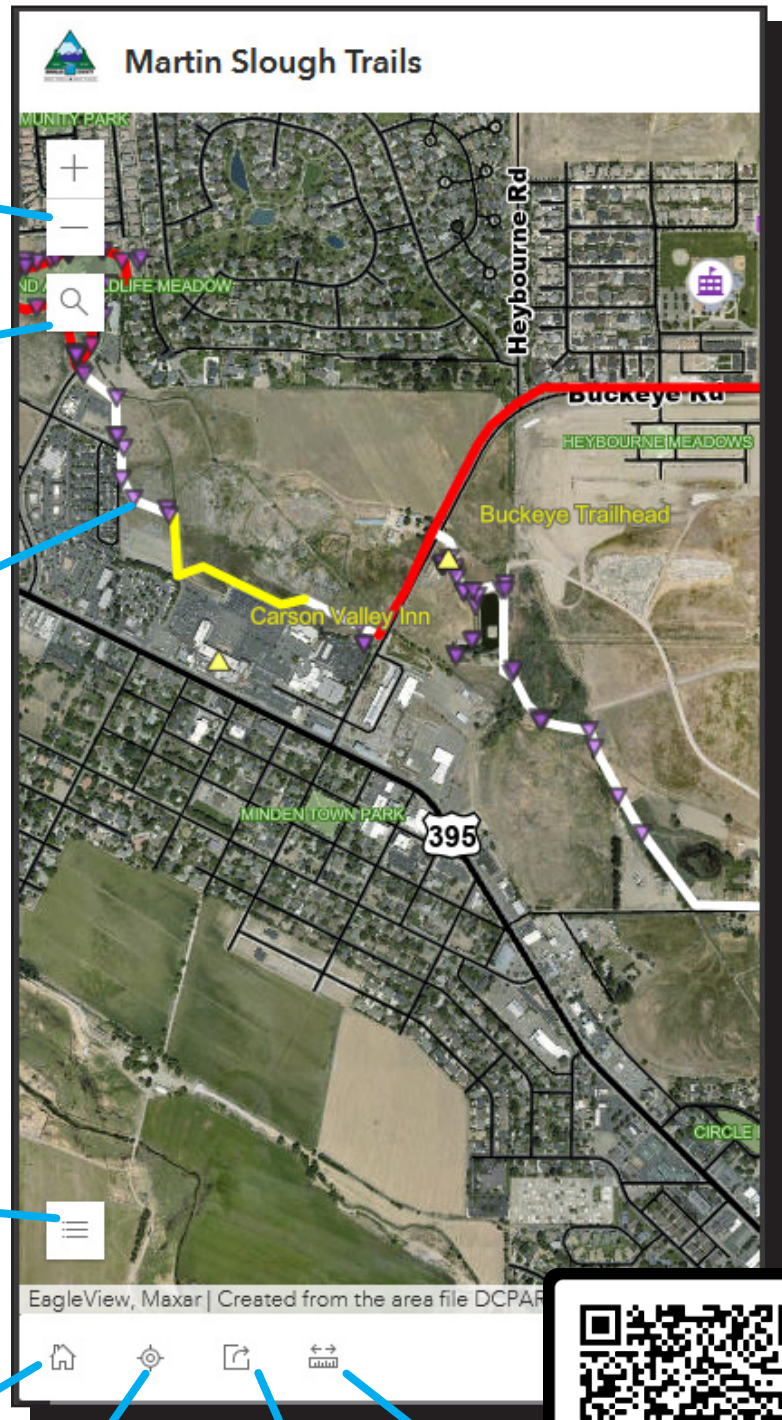 Martin Slough Trails
MUNITY PARK
Heybourne Rd
ND A
LDLIFE MEADOW
Buckeye Rd
HEYBOURNE MEADOWS
Buckeye Trailhead
Carson Valley Inn
MINDEN TOWN PARK
395
CIRCLE
EagleView, Maxar | Created from the area file DCPAR